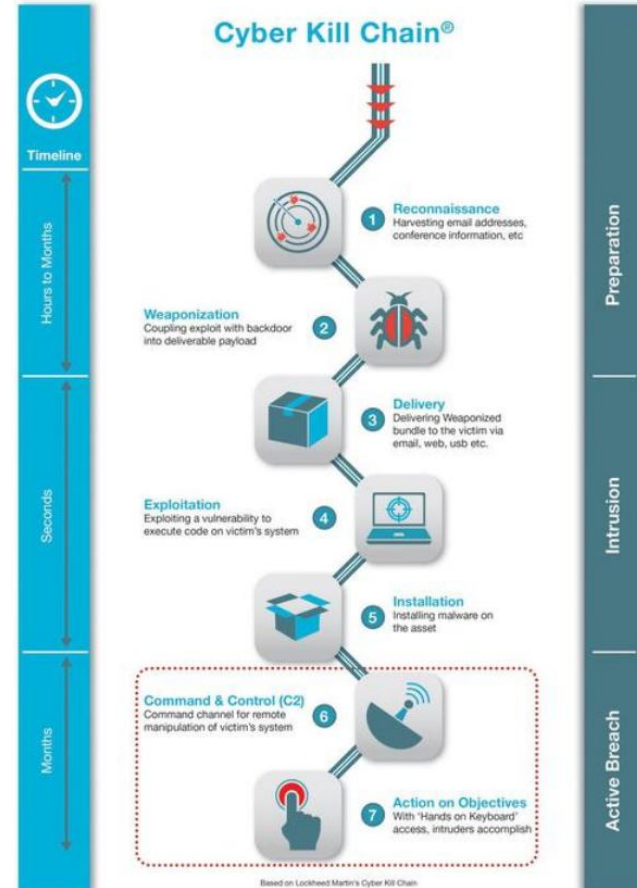 Cyber Kill Chain®
Timeline
Hours to Months
Preparation
1
Reconnaissance
Harvesting email addresses,
conference information, etc
Weaponization
Coupling exploit with backdoor
into deliverable payload
2
Seconds
Intrusion
3
Delivery
Delivering Weaponized
bundle to the victim via
email, web, usb etc.
Exploitation
Exploiting a vulnerability to
execute code on victim's system
4
5
Installation
Installing malware on
the asset
Months
Active Breach
Command & Control (C2)
Command channel for remote
manipulation of victim's system
6
7
Action on Objectives
With 'Hands on Keyboard'
access, intruders accomplish
Based on Lockheed Martin's Cyber Kill Chain